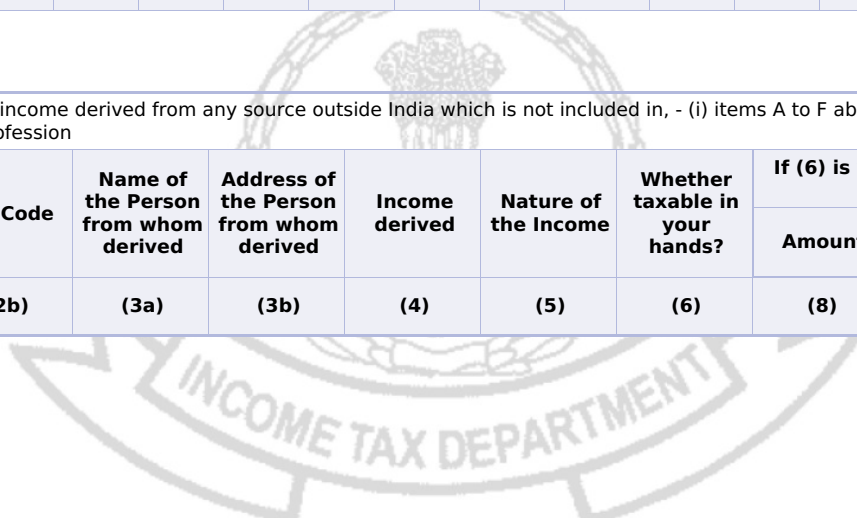 income derived from any source outside India which is not included in, - (i) items A to F ab
ofession
Code
Name of
the Person
from whom
derived
Address of
the Person
from whom
derived
Income
derived
Nature of
the Income
Whether
taxable in
your
hands?
If (6) is
Amount
2b)
(3a)
(3b)
(4)
(5)
(6)
(8)
INCOME TAX DEPARTMENT